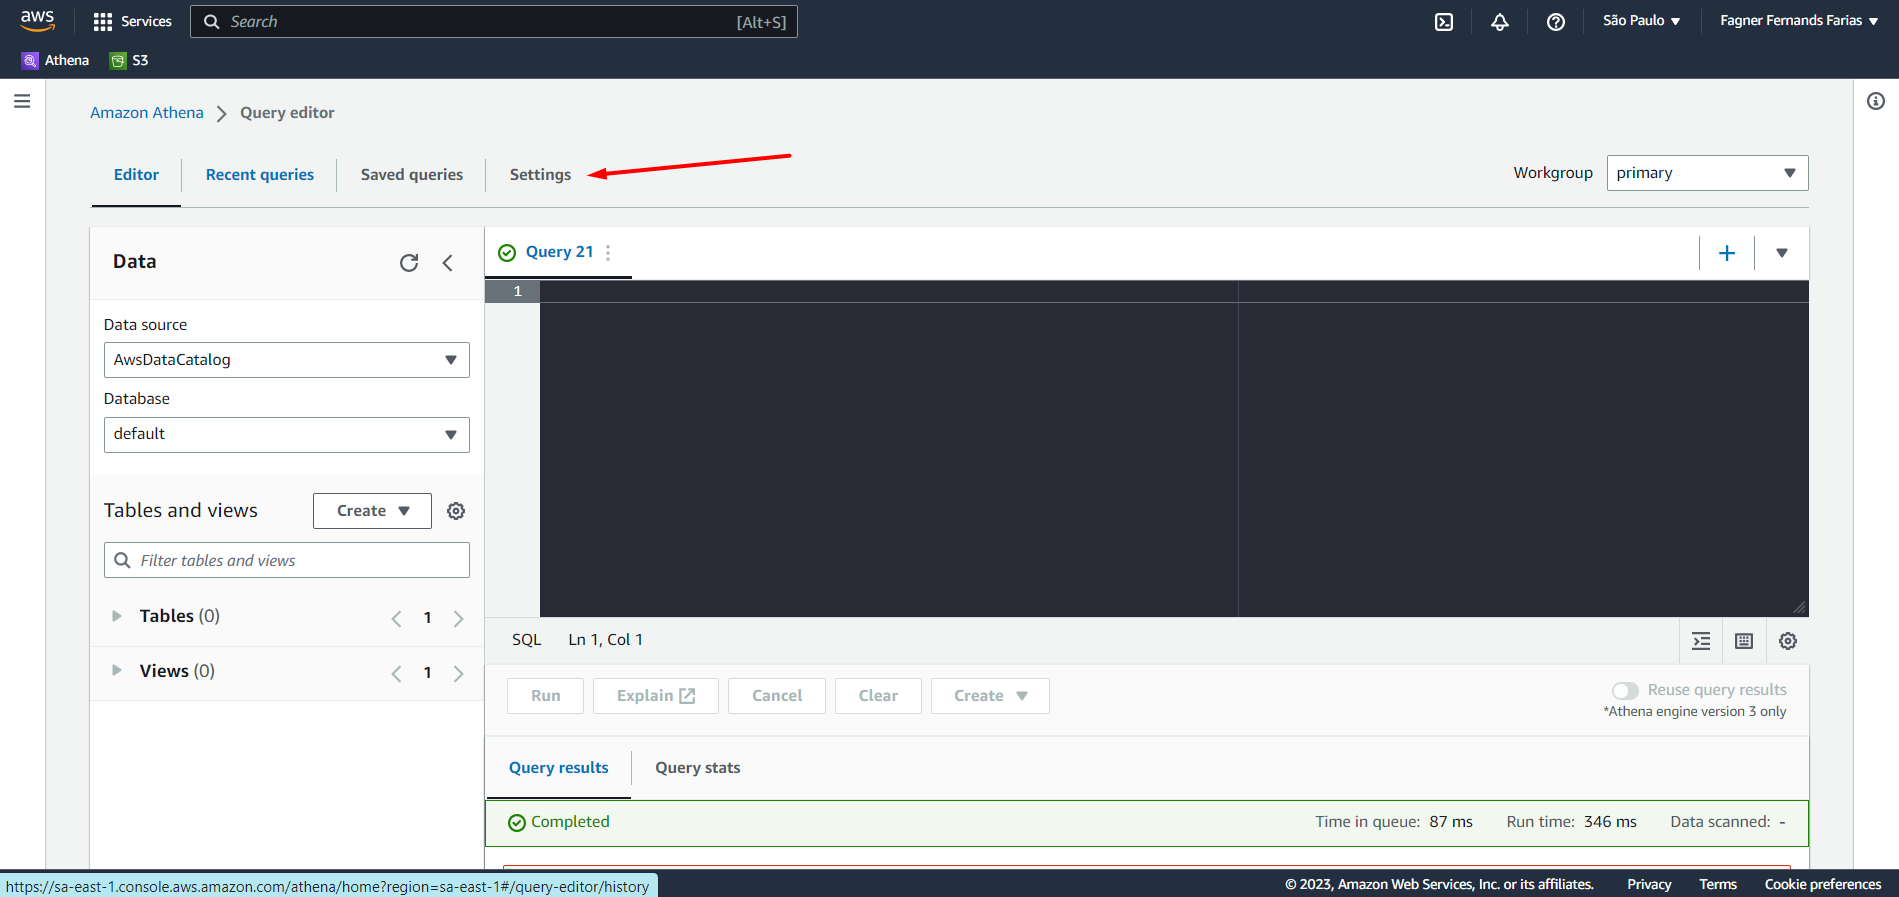 aws Services Search [Alt+S] São Paulo Fagner Fernands Farias
Athena S3
Amazon Athena Query editor
Editor Recent queries Saved queries Settings Workgroup primary
Data
Query 21
1
Data source
AwsDataCatalog
Database
default
Tables and views Create
Filter tables and views
Tables (0) 1
Views (0) 1
SQL Ln 1, Col 1
Run Explain Cancel Clear Create Reuse query results
*Athena engine version 3 only
Query results Query stats
Completed Time in queue: 87 ms Run time: 346 ms Data scanned: -
https://sa-east-1.console.aws.amazon.com/athena/home?region=sa-east-1#/query-editor/history
© 2023, Amazon Web Services, Inc. or its affiliates. Privacy Terms Cookie preferences